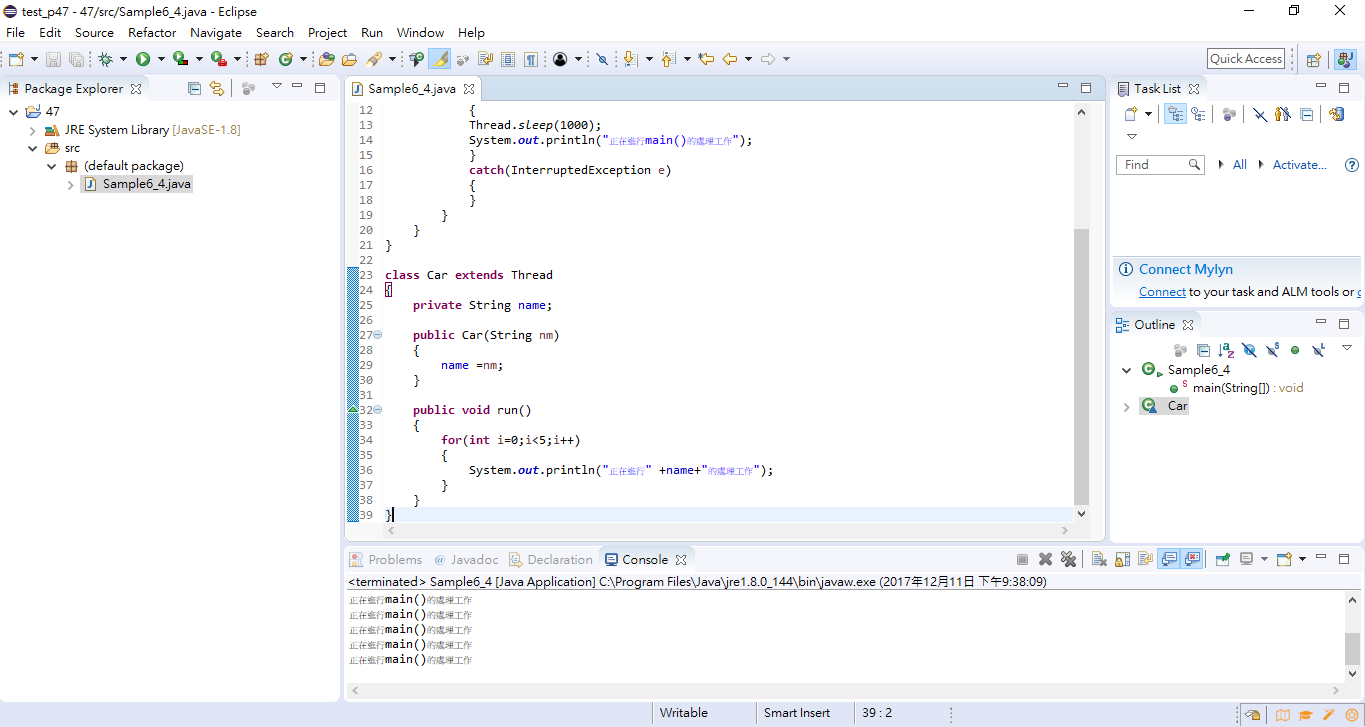 test_p47 - 47/src/Sample6_4.java - Eclipse
File Edit Source Refactor Navigate Search Project Run Window Help
Quick Access
Package Explorer
47
JRE System Library [JavaSE-1.8]
src
(default package)
Sample6_4.java
Sample6_4.java
12 {
13 Thread.sleep(1000);
14 System.out.println("正在進行main()的處理工作");
15 }
16 catch(InterruptedException e)
17 {
18 }
19 }
20 }
21 }
22
23 class Car extends Thread
24 {
25 private String name;
26
27 public Car(String nm)
28 {
29 name =nm;
30 }
31
32 public void run()
33 {
34 for(int i=0;i<5;i++)
35 {
36 System.out.println("正在進行" +name+"的處理工作");
37 }
38 }
39 }
Task List
Find All Activate...
Connect Mylyn
Connect to your task and ALM tools or c
Outline
Sample6_4
main(String[]) : void
Car
Problems @ Javadoc Declaration Console
<terminated> Sample6_4 [Java Application] C:\Program Files\Java\jre1.8.0_144\bin\javaw.exe (2017年12月11日 下午9:38:09)
正在進行main()的處理工作
正在進行main()的處理工作
正在進行main()的處理工作
正在進行main()的處理工作
正在進行main()的處理工作
Writable Smart Insert 39 : 2